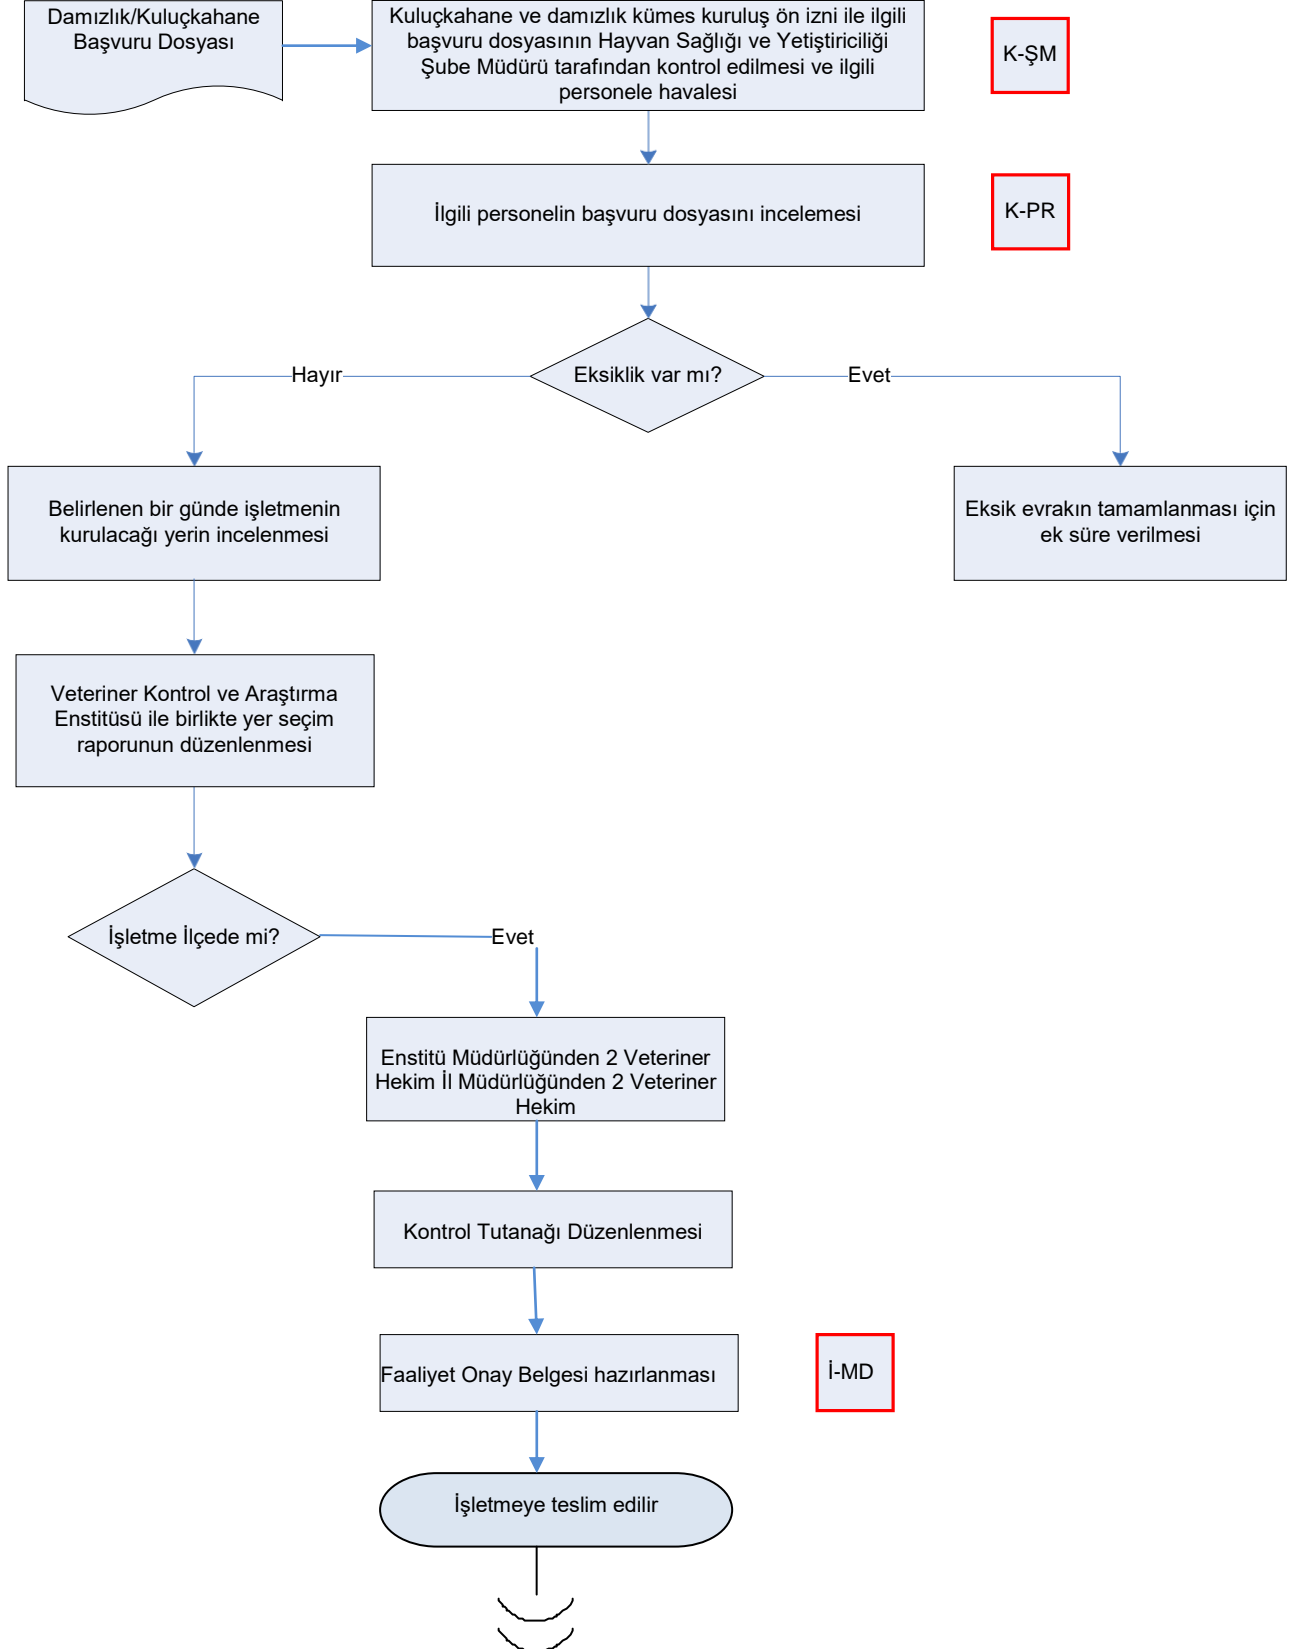 Damızlık/Kuluçkahane
Başvuru Dosyası
Kuluçkahane ve damızlık kümes kuruluş ön izni ile ilgili
başvuru dosyasının Hayvan Sağlığı ve Yetiştiriciliği
Şube Müdürü tarafından kontrol edilmesi ve ilgili
personele havalesi
K-ŞM
İlgili personelin başvuru dosyasını incelemesi
K-PR
Hayır
Eksiklik var mı?
Evet
Belirlenen bir günde işletmenin
kurulacağı yerin incelenmesi
Eksik evrakın tamamlanması için
ek süre verilmesi
Veteriner Kontrol ve Araştırma
Enstitüsü ile birlikte yer seçim
raporunun düzenlenmesi
İşletme İlçede mi?
Evet
Enstitü Müdürlüğünden 2 Veteriner
Hekim İl Müdürlüğünden 2 Veteriner
Hekim
Kontrol Tutanağı Düzenlenmesi
Faaliyet Onay Belgesi hazırlanması
İ-MD
İşletmeye teslim edilir